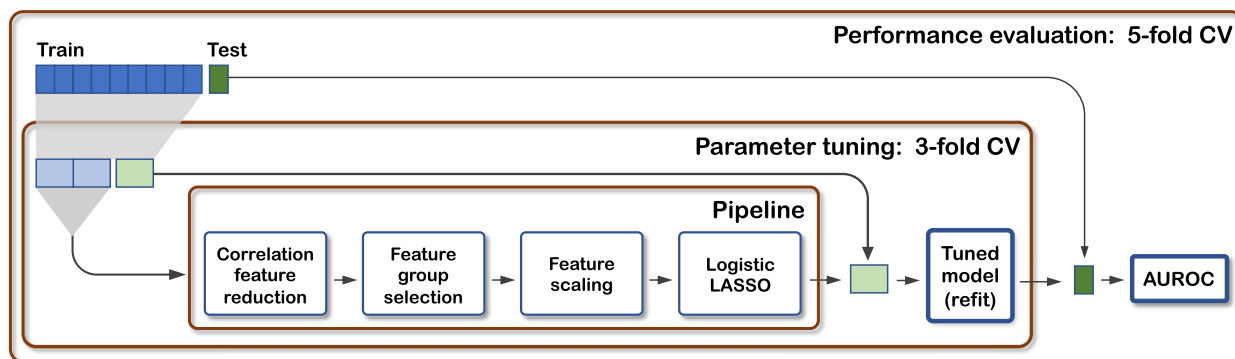 Performance evaluation: 5-fold CV
Train
Test
Parameter tuning: 3-fold CV
Pipeline
Correlation
feature
reduction
Feature
group
selection
Feature
scaling
Logistic
LASSO
Tuned
model
(refit)
AUROC